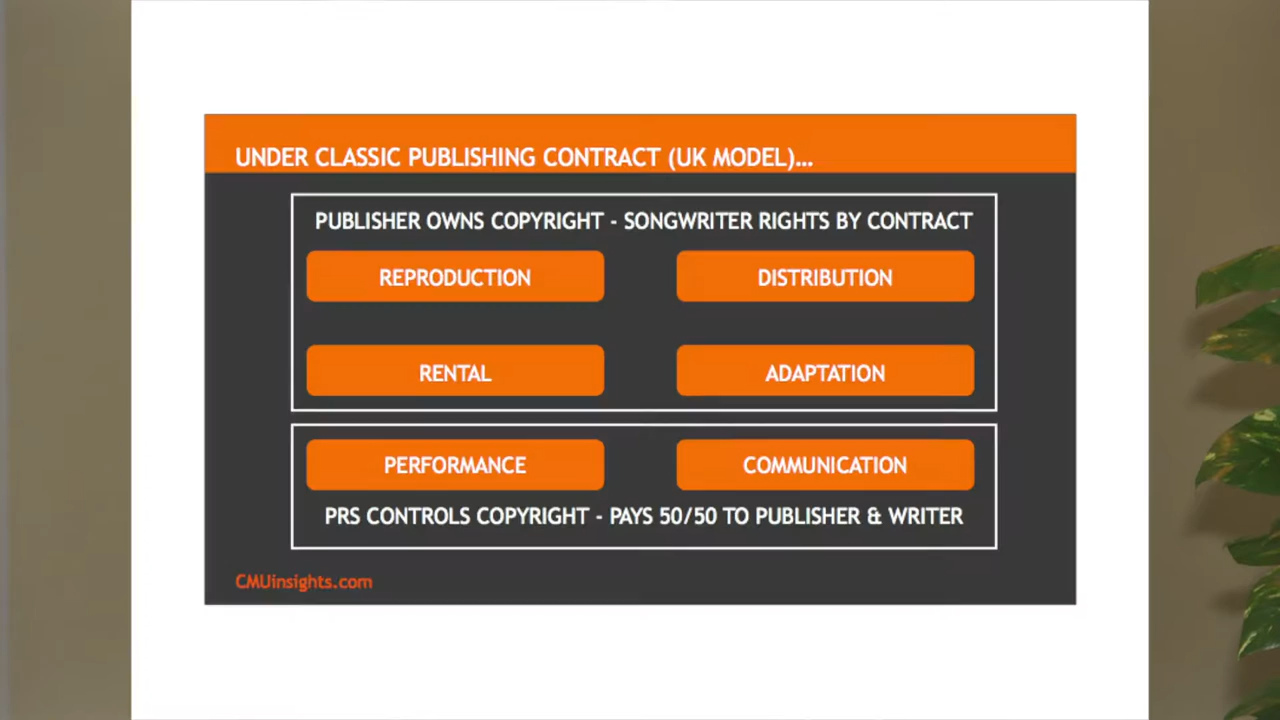 UNDER CLASSIC PUBLISHING CONTRACT (UK MODEL)...
PUBLISHER OWNS COPYRIGHT - SONGWRITER RIGHTS BY CONTRACT
REPRODUCTION
DISTRIBUTION
RENTAL
ADAPTATION
PERFORMANCE
COMMUNICATION
PRS CONTROLS COPYRIGHT - PAYS 50/50 TO PUBLISHER & WRITER
CMUinsights.com